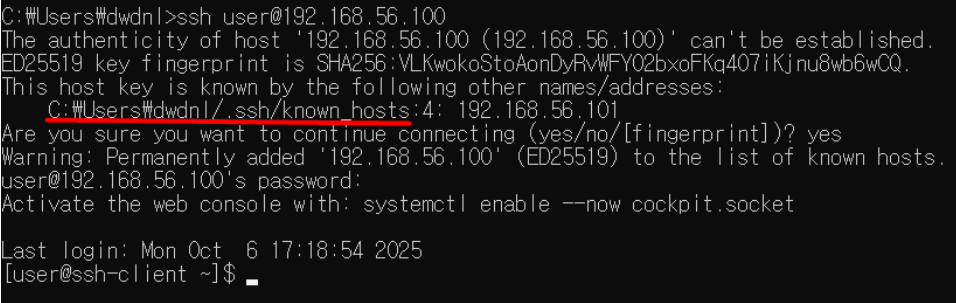 C:₩Users₩dwdnl>ssh user@192.168.56.100
The authenticity of host '192.168.56.100 (192.168.56.100)' can't be established.
ED25519 key fingerprint is SHA256:VLKwokoStoAonDyRvWFYO2bxoFKq407iKjnu8wb6wCQ.
This host key is known by the following other names/addresses:
    C:₩Users₩dwdnl/.ssh/known_hosts:4: 192.168.56.101
Are you sure you want to continue connecting (yes/no/[fingerprint])? yes
Warning: Permanently added '192.168.56.100' (ED25519) to the list of known hosts.
user@192.168.56.100's password:
Activate the web console with: systemctl enable --now cockpit.socket
Last login: Mon Oct  6 17:18:54 2025
[user@ssh-client ~]$